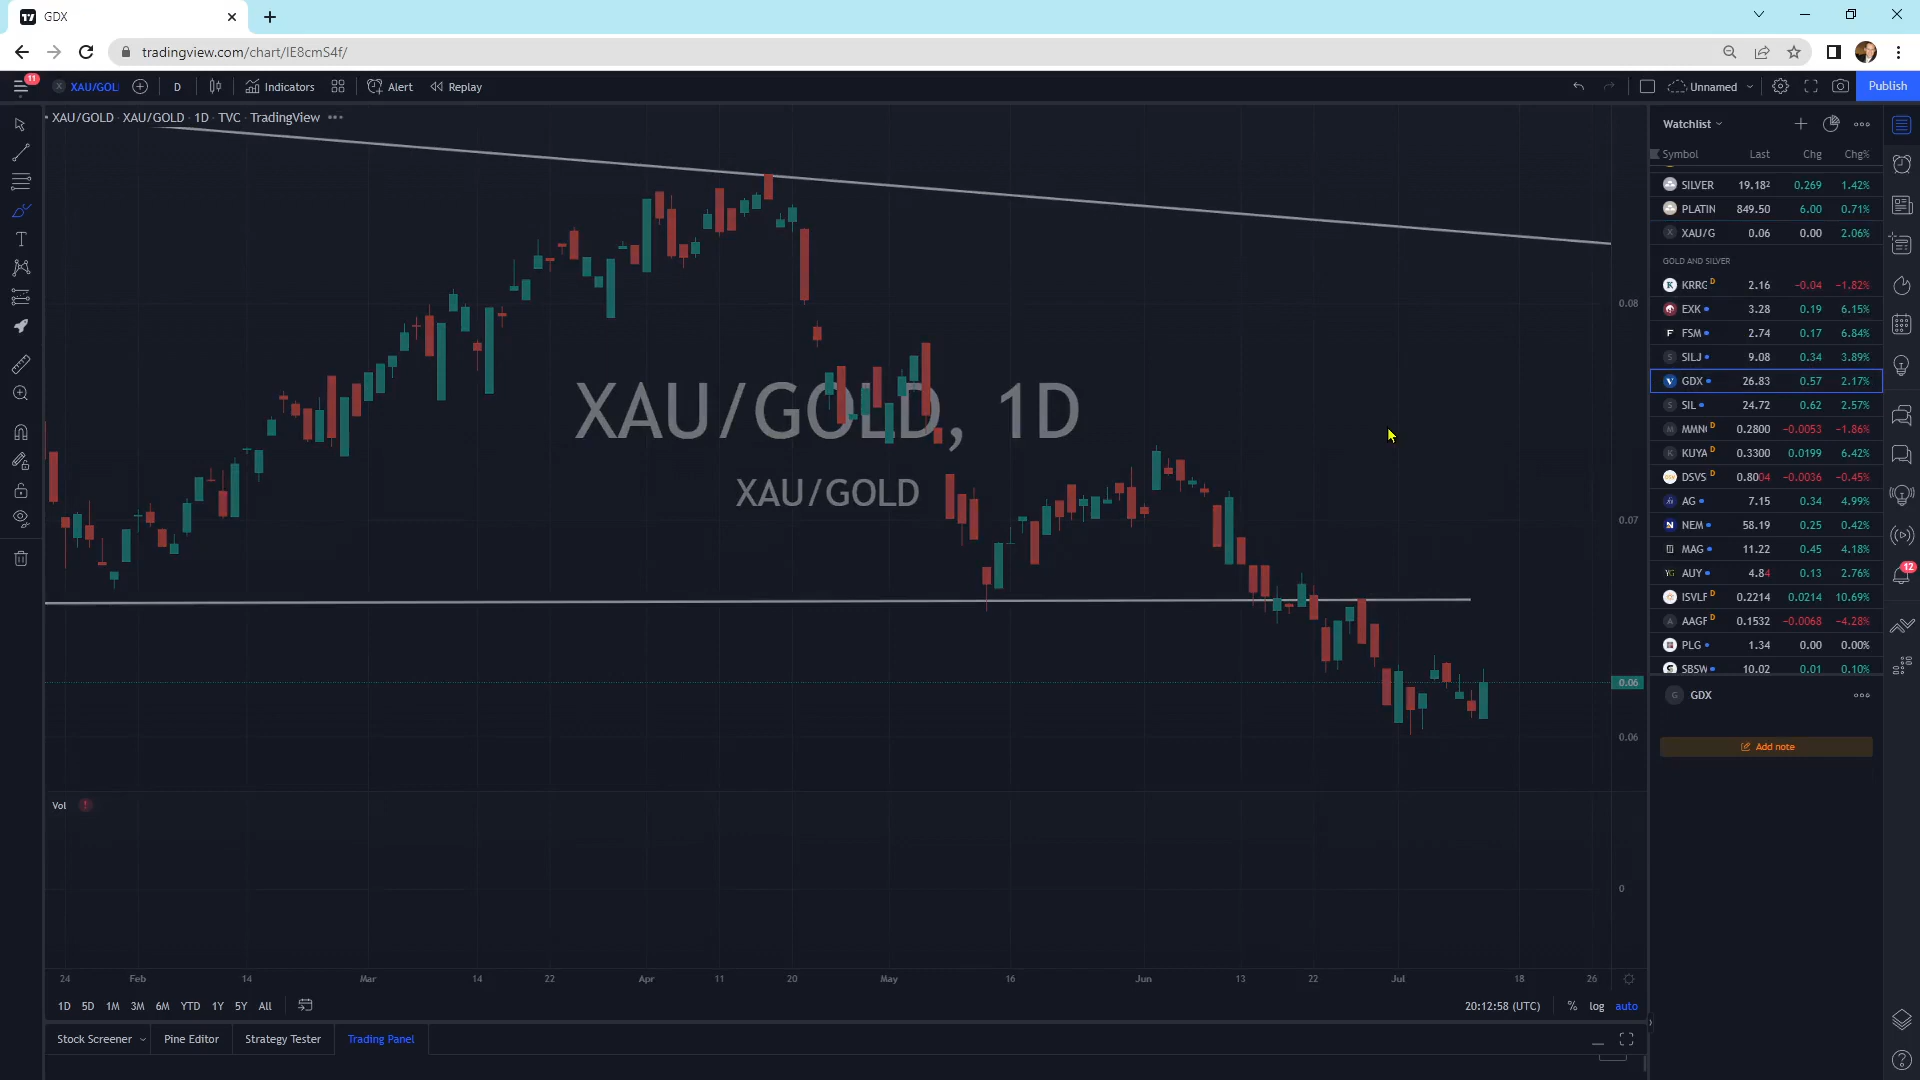 GDX
tradingview.com/chart/IE8cmS4f/
11
XAU/GOL
D
Indicators
Alert
Replay
Unnamed
Publish
XAU/GOLD · XAU/GOLD · 1D · TVC · TradingView
XAU/GOLD, 1D
XAU/GOLD
0.08
0.07
0.06
0.06
Vol
0
24 Feb 14 Mar 14 22 Apr 11 20 May 16 Jun 13 22 Jul 18 26
1D 5D 1M 3M 6M YTD 1Y 5Y All
20:12:58 (UTC) % log auto
Stock Screener Pine Editor Strategy Tester Trading Panel
Watchlist
Symbol Last Chg Chg%
SILVER 19.18² 0.269 1.42%
PLATIN 849.50 6.00 0.71%
XAU/G 0.06 0.00 2.06%
GOLD AND SILVER
KRRG D 2.16 -0.04 -1.82%
EXK 3.28 0.19 6.15%
FSM 2.74 0.17 6.84%
SILJ 9.08 0.34 3.89%
GDX 26.83 0.57 2.17%
SIL 24.72 0.62 2.57%
MMN D 0.2800 -0.0053 -1.86%
KUYA D 0.3300 0.0199 6.42%
DSVS D 0.8004 -0.0036 -0.45%
AG 7.15 0.34 4.99%
NEM 58.19 0.25 0.42%
MAG 11.22 0.45 4.18%
AUY 4.84 0.13 2.76%
ISVLF D 0.2214 0.0214 10.69%
AAGF D 0.1532 -0.0068 -4.28%
PLG 1.34 0.00 0.00%
SBSW 10.02 0.01 0.10%
GDX
Add note
12